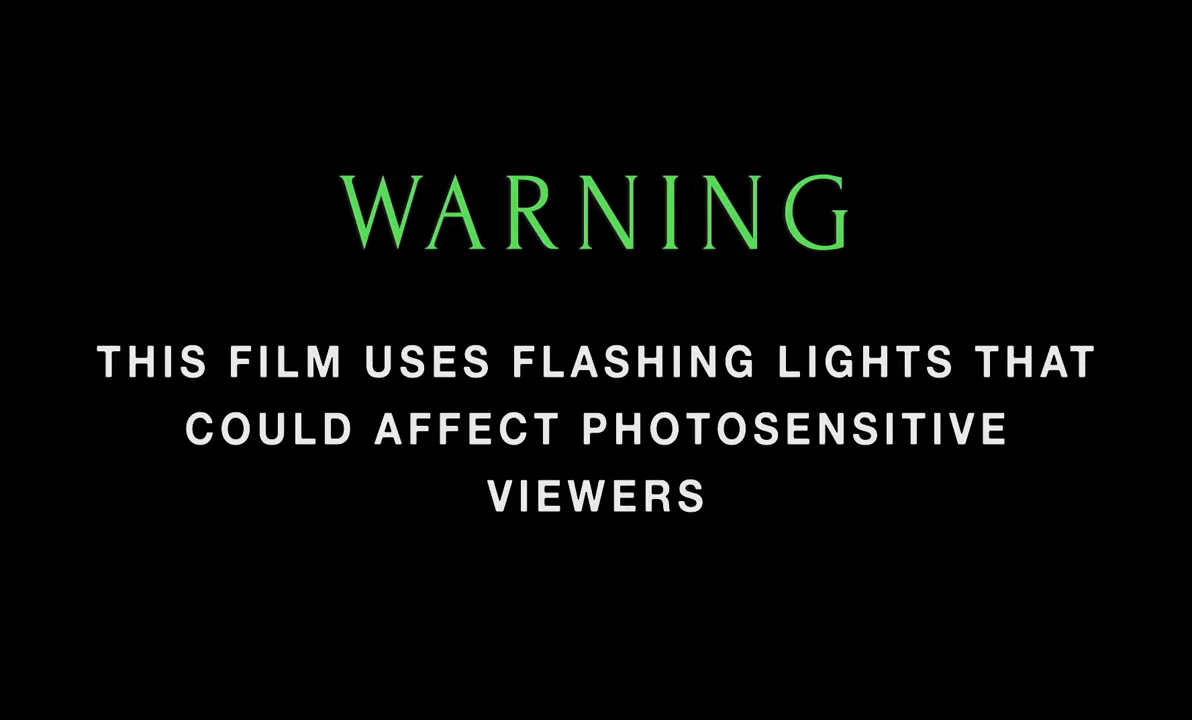 WARNING
THIS FILM USES FLASHING LIGHTS THAT
COULD AFFECT PHOTOSENSITIVE
VIEWERS